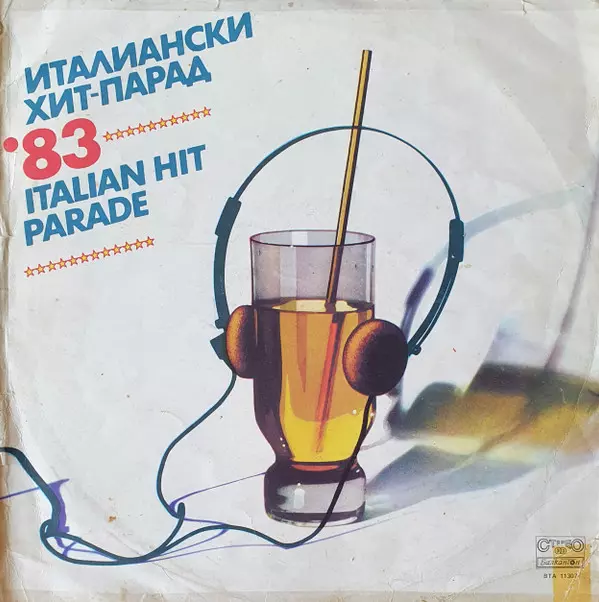 ИТАЛИАНСКИ
ХИТ-ПАРАД
'83
ITALIAN HIT
PARADE
СТЕРЕО
Балкантон